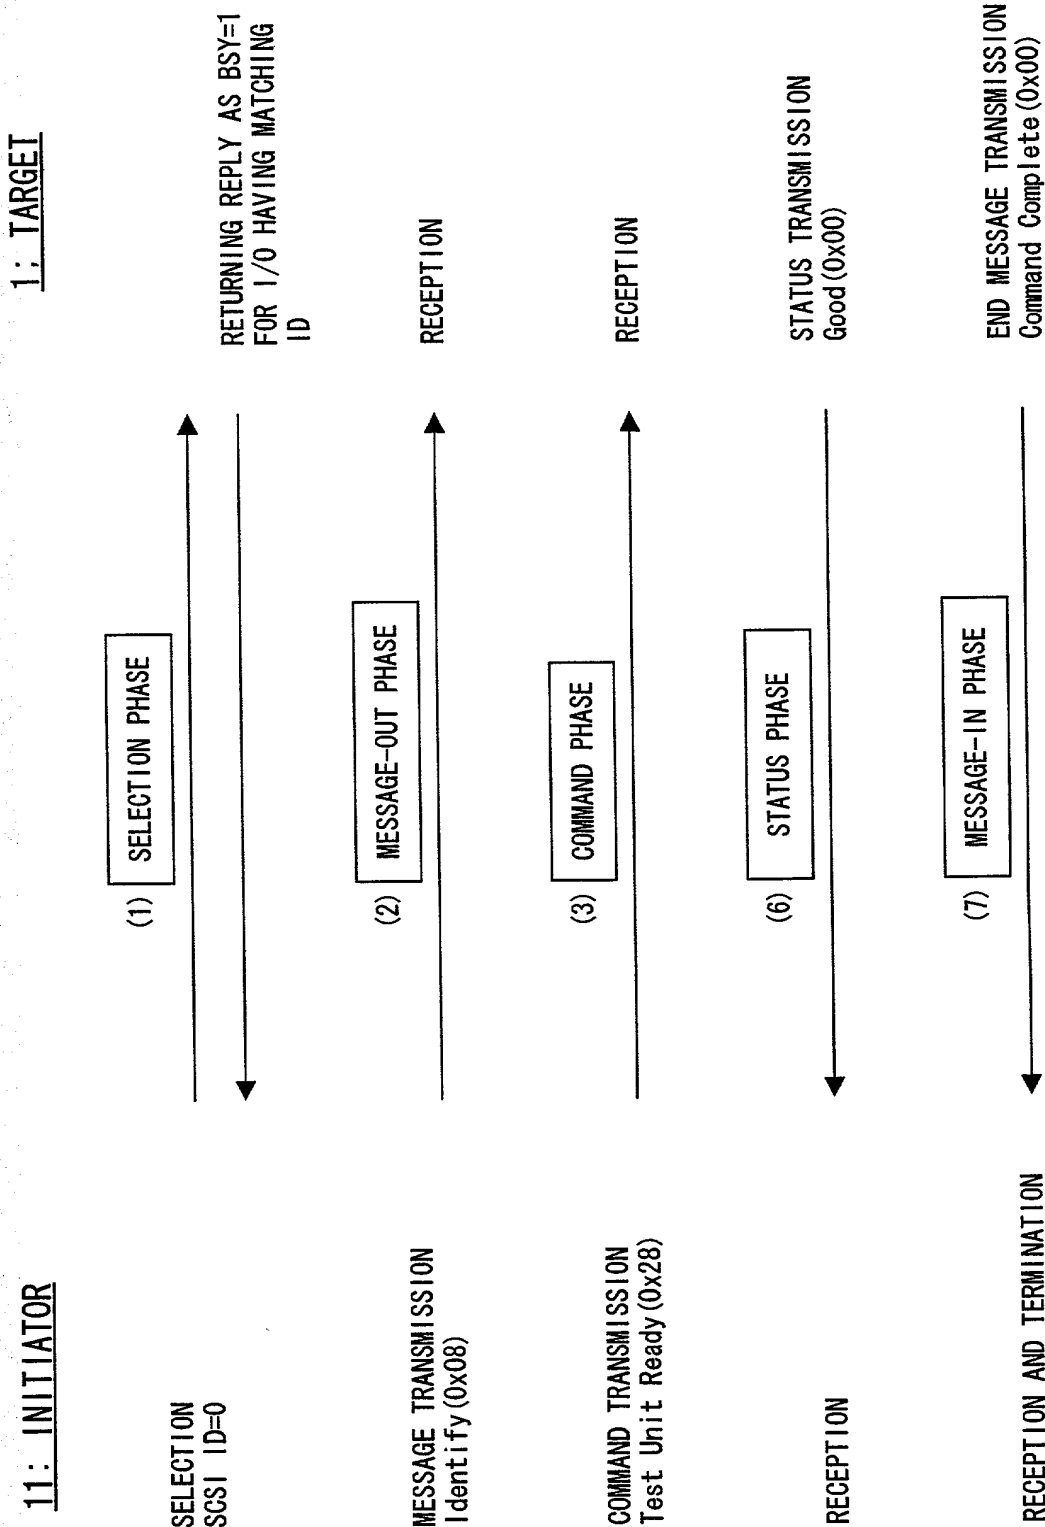 11: INITIATOR
1: TARGET
SELECTION
SCSI ID=0
(1)
SELECTION PHASE
RETURNING REPLY AS BSY=1
FOR I/O HAVING MATCHING
ID
MESSAGE TRANSMISSION
Identify(0x08)
(2)
MESSAGE-OUT PHASE
RECEPTION
COMMAND TRANSMISSION
Test Unit Ready(0x28)
(3)
COMMAND PHASE
RECEPTION
RECEPTION
(6)
STATUS PHASE
STATUS TRANSMISSION
Good(0x00)
RECEPTION AND TERMINATION
(7)
MESSAGE-IN PHASE
END MESSAGE TRANSMISSION
Command Complete(0x00)